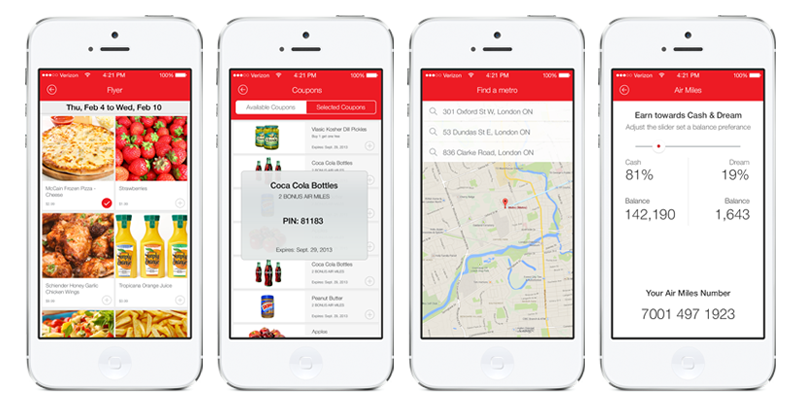 Verizon 4:21 PM 100%
Flyer
Thu, Feb 4 to Wed, Feb 10
McCain Frozen Pizza -
Cheese
Strawberries
Schender Honey Garlic
Chicken Wings
Tropicana Orange Juice
Verizon 4:21 PM 100%
Coupons
Available Coupons
Selected Coupons
Vlasic Kosher Dill Pickles
Buy 1 get one free
Expires: Sept. 28, 2013
Coca Cola Bottles
2 BONUS AIR MILES
Coca Cola Bottles
2 BONUS AIR MILES
PIN: 81183
Expires: Sept. 29, 2013
Coca Cola Bottles
2 BONUS AIR MILES
Peanut Butter
2 BONUS AIR MILES
Apples
Verizon 4:21 PM 100%
Find a metro
301 Oxford St W, London ON
53 Dundas St E, London ON
836 Clarke Road, London ON
Verizon 4:21 PM 100%
Air Miles
Earn towards Cash & Dream
Adjust the slider set a balance preferance
Cash
81%
Dream
19%
Balance
142,190
Balance
1,643
Your Air Miles Number
7001 497 1923